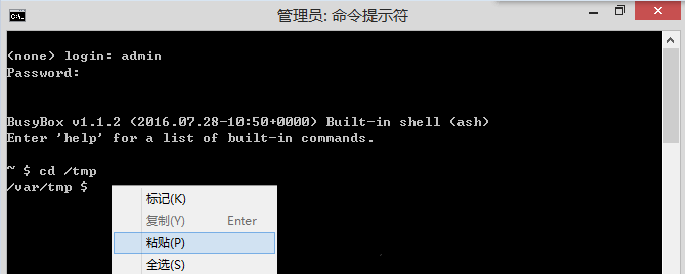 管理员: 命令提示符
(none) login: admin
Password:
BusyBox v1.1.2 (2016.07.28-10:50+0000) Built-in shell (ash)
Enter 'help' for a list of built-in commands.
~ $ cd /tmp
/var/tmp $
标记(K)
复制(Y) Enter
粘贴(P)
全选(S)